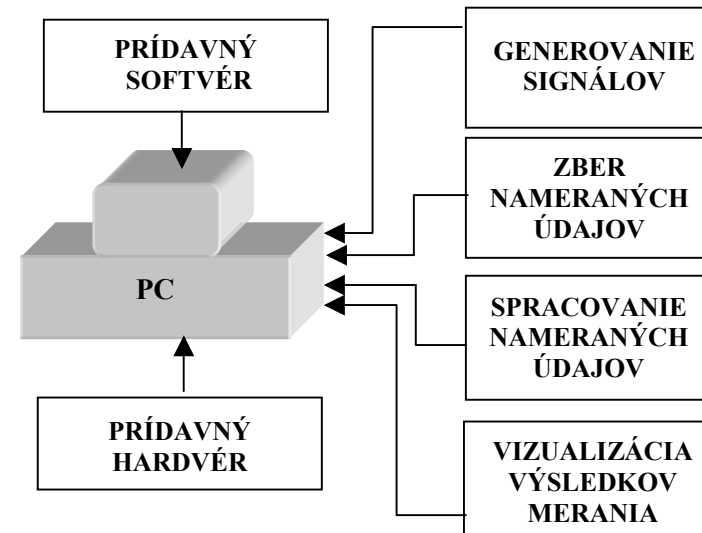 PRÍDAVNÝ
SOFTVÉR
PC
PRÍDAVNÝ
HARDVÉR
GENEROVANIE
SIGNÁLOV
ZBER
NAMERANÝCH
ÚDAJOV
SPRACOVANIE
NAMERANÝCH
ÚDAJOV
VIZUALIZÁCIA
VÝSLEDKOV
MERANIA